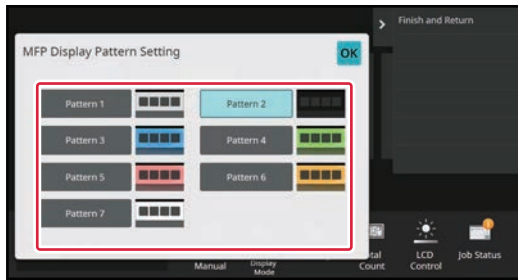 Finish and Return
MFP Display Pattern Setting
OK
Pattern 1
Pattern 2
Pattern 3
Pattern 4
Pattern 5
Pattern 6
Pattern 7
Manual
Display
Mode
Count
LCD
Control
Job Status